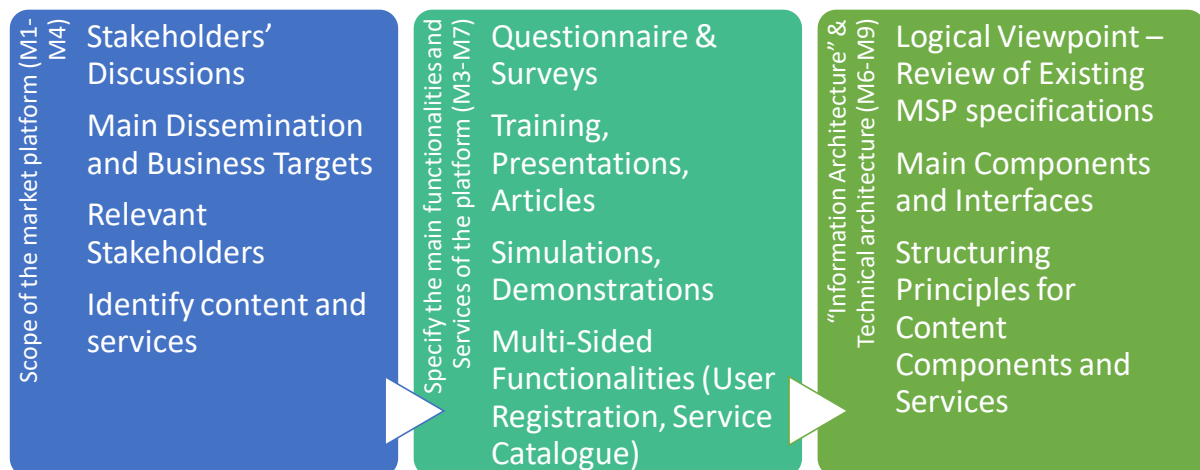 Scope of the market platform (M1-
M4)
Stakeholders’
Discussions
Main Dissemination
and Business Targets
Relevant
Stakeholders
Identify content and
services
Specify the main functionalities and
Services of the platform (M3-M7)
Questionnaire &
Surveys
Training,
Presentations,
Articles
Simulations,
Demonstrations
Multi-Sided
Functionalities (User
Registration, Service
Catalogue)
“Information Architecture” &
Technical architecture (M6-M9)
Logical Viewpoint –
Review of Existing
MSP specifications
Main Components
and Interfaces
Structuring
Principles for
Content
Components and
Services